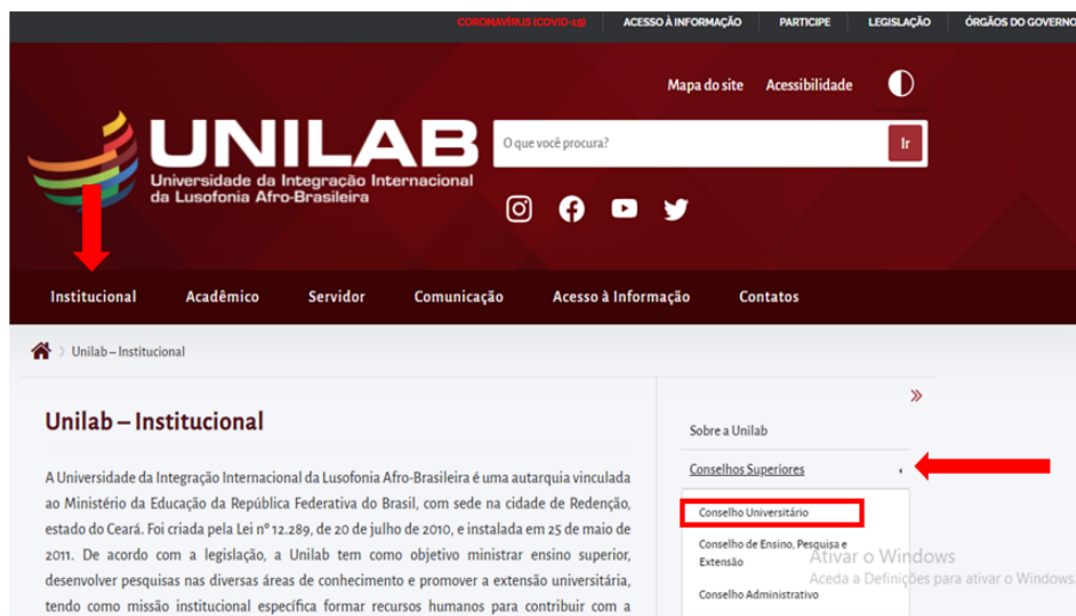 CORONAVÍRUS (COVID-19) ACESSO À INFORMAÇÃO PARTICIPE LEGISLAÇÃO ÓRGÃOS DO GOVERNO
Mapa do site Acessibilidade
UNILAB
Universidade da Integração Internacional
da Lusofonia Afro-Brasileira
O que você procura?
Ir
Institucional Acadêmico Servidor Comunicação Acesso à Informação Contatos
> Unilab – Institucional
Unilab – Institucional
A Universidade da Integração Internacional da Lusofonia Afro-Brasileira é uma autarquia vinculada
ao Ministério da Educação da República Federativa do Brasil, com sede na cidade de Redenção,
estado do Ceará. Foi criada pela Lei nº 12.289, de 20 de julho de 2010, e instalada em 25 de maio de
2011. De acordo com a legislação, a Unilab tem como objetivo ministrar ensino superior,
desenvolver pesquisas nas diversas áreas de conhecimento e promover a extensão universitária,
tendo como missão institucional específica formar recursos humanos para contribuir com a
»
Sobre a Unilab
Conselhos Superiores
Conselho Universitário
Conselho de Ensino, Pesquisa e
Extensão
Conselho Administrativo
Ativar o Windows
Aceda a Definições para ativar o Windows.